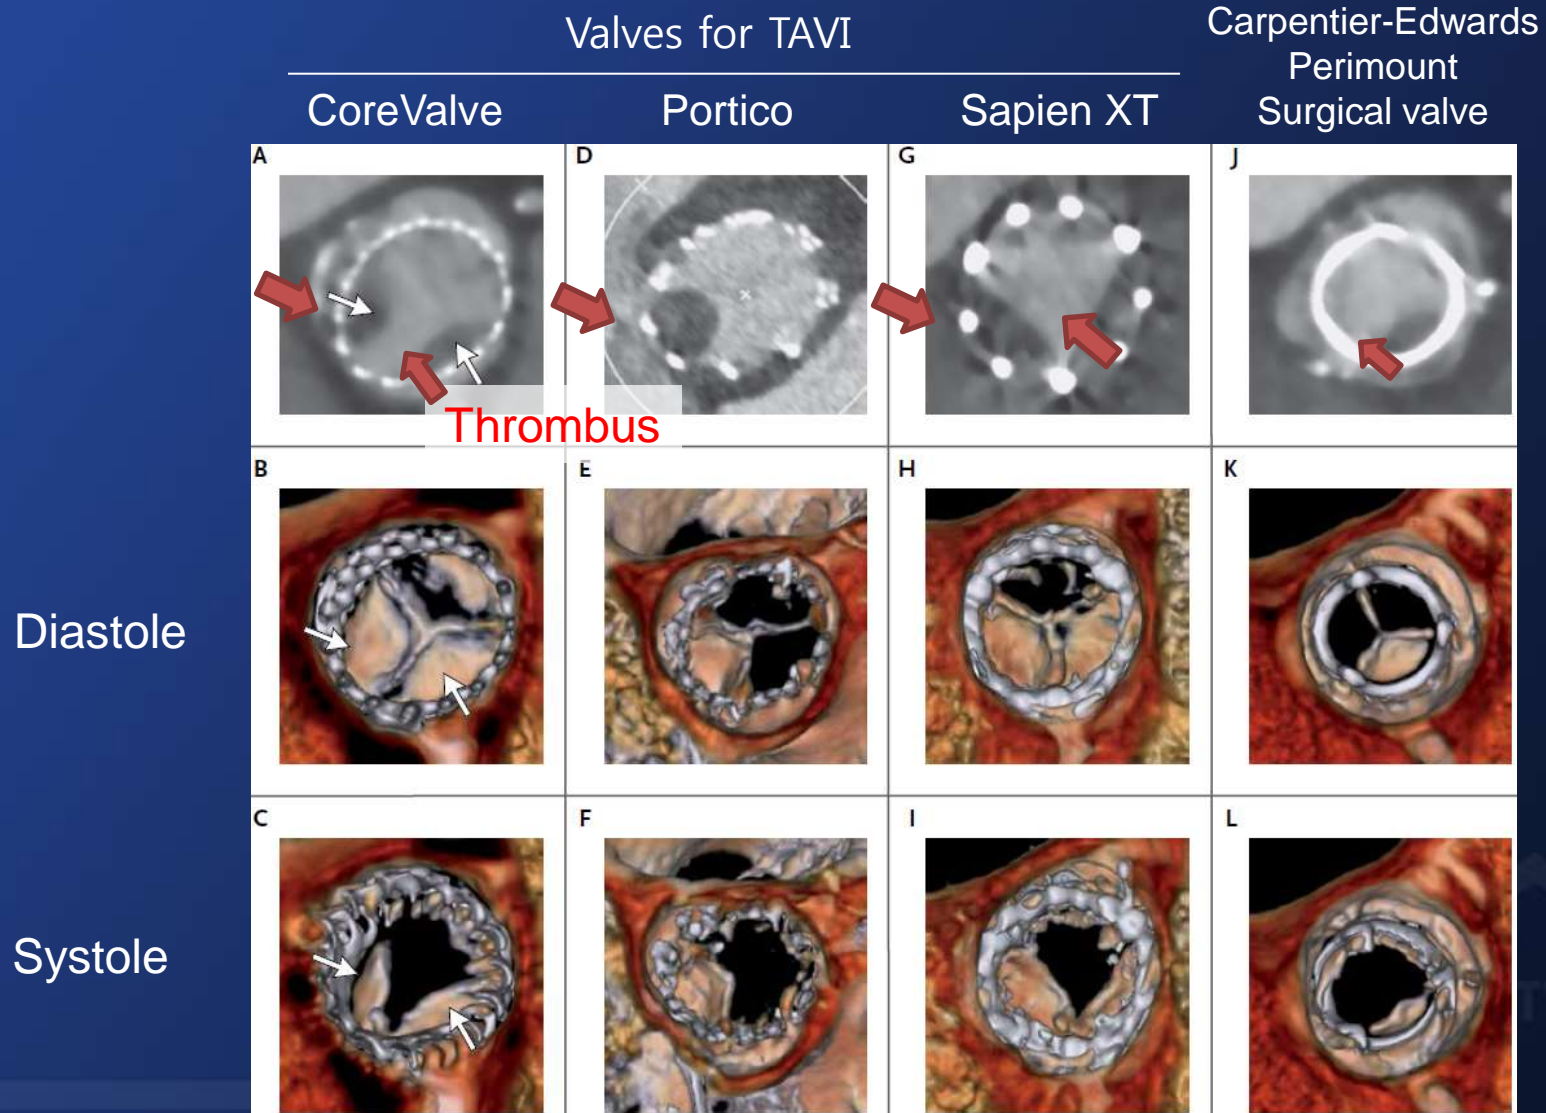 Valves for TAVI
Carpentier-Edwards
Perimount
Surgical valve
CoreValve
Portico
Sapien XT
A
D
G
J
Thrombus
B
E
H
K
Diastole
C
F
I
L
Systole